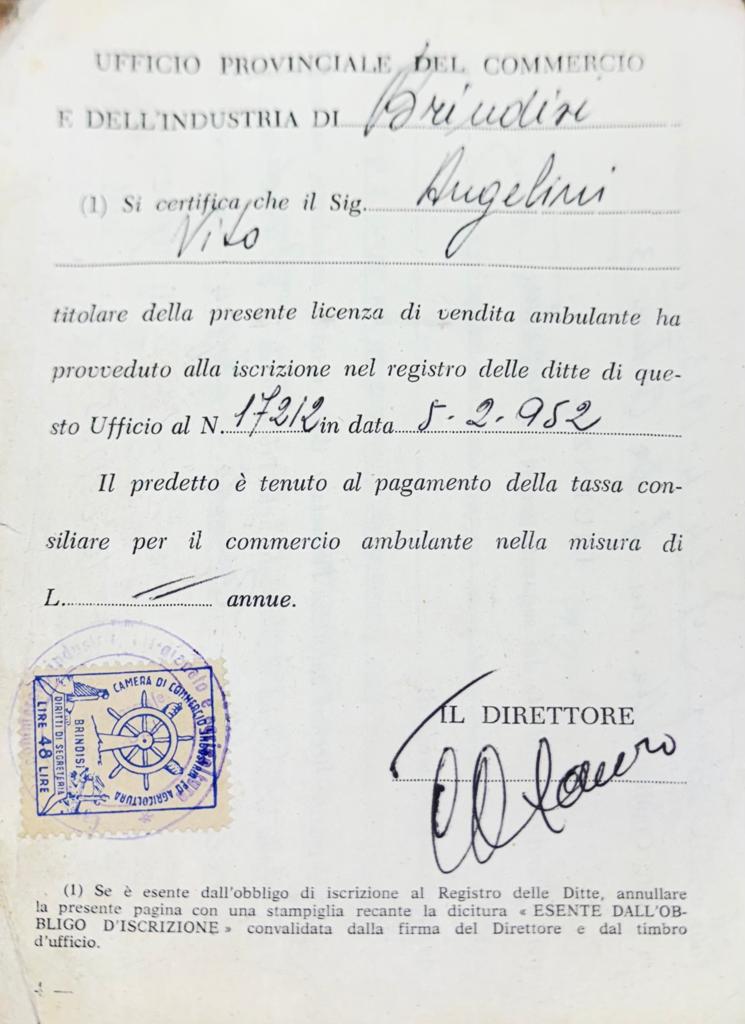 UFFICIO PROVINCIALE DEL COMMERCIO
E DELL'INDUSTRIA DI Brindisi
(1) Si certifica che il Sig. Angelini
Vito
titolare della presente licenza di vendita ambulante ha
provveduto alla iscrizione nel registro delle ditte di que-
sto Ufficio al N. 17212 in data 5-2-952
Il predetto è tenuto al pagamento della tassa con-
siliare per il commercio ambulante nella misura di
L. // annue.
CAMERA DI COMMERCIO INDUSTRIA ED AGRICOLTURA
BRINDISI
DIRITTI DI SEGRETERIA
LIRE 48 LIRE
IL DIRETTORE
(1) Se è esente dall'obbligo di iscrizione al Registro delle Ditte, annullare
la presente pagina con una stampiglia recante la dicitura « ESENTE DALL'OB-
BLIGO D'ISCRIZIONE » convalidata dalla firma del Direttore e dal timbro
d'ufficio.
4 —